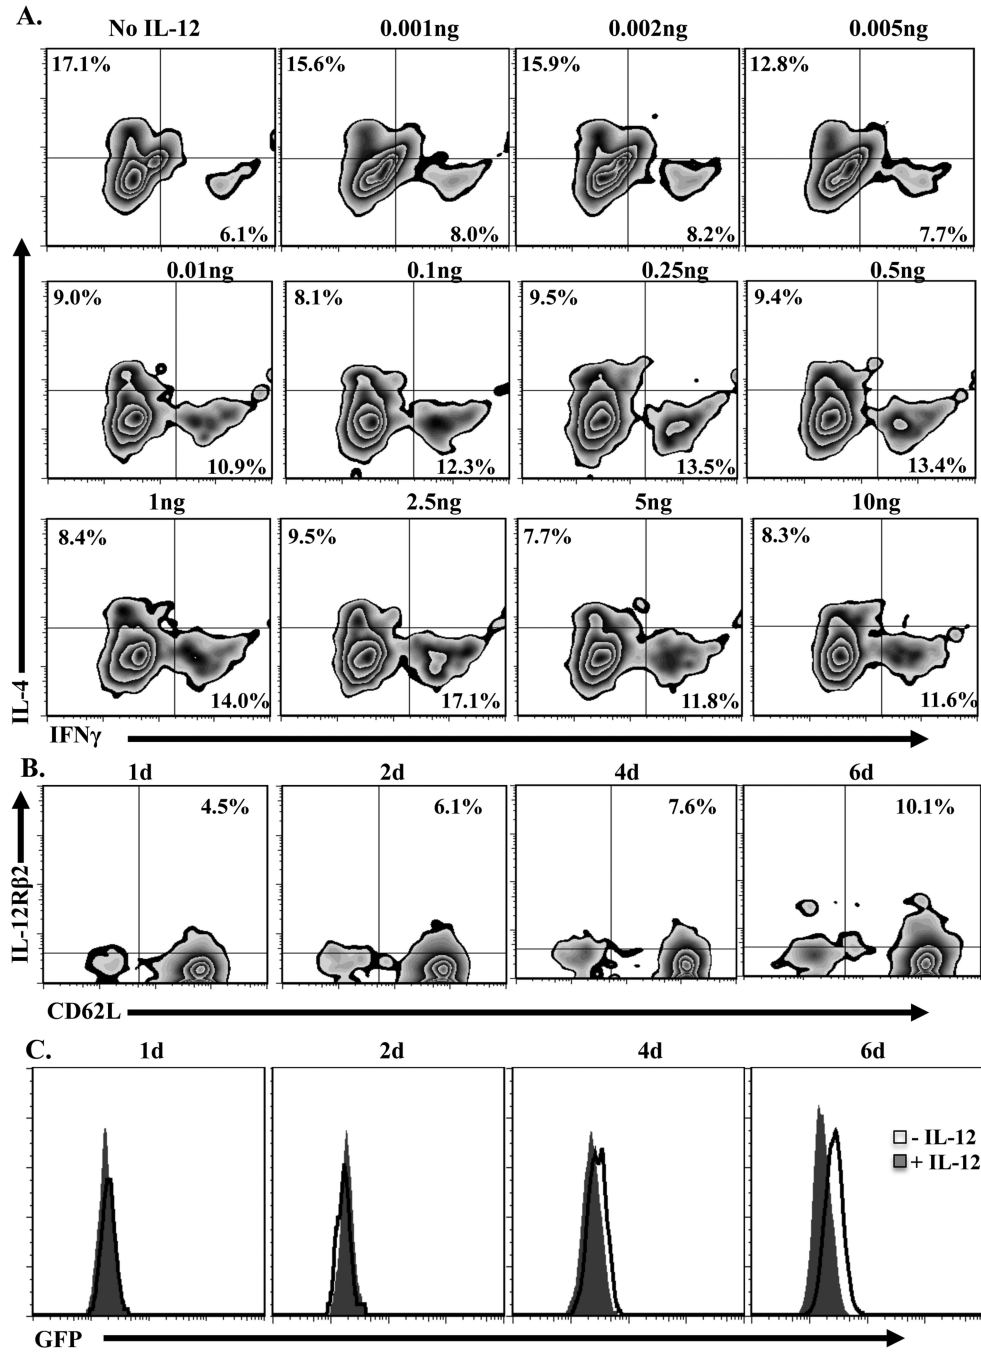 A.
No IL-12 0.001ng 0.002ng 0.005ng
17.1% 15.6% 15.9% 12.8%
6.1% 8.0% 8.2% 7.7%
0.01ng 0.1ng 0.25ng 0.5ng
9.0% 8.1% 9.5% 9.4%
10.9% 12.3% 13.5% 13.4%
1ng 2.5ng 5ng 10ng
8.4% 9.5% 7.7% 8.3%
14.0% 17.1% 11.8% 11.6%
IL-4
IFNγ
B.
1d 2d 4d 6d
4.5% 6.1% 7.6% 10.1%
IL-12Rβ2
CD62L
C.
1d 2d 4d 6d
- IL-12
+ IL-12
GFP